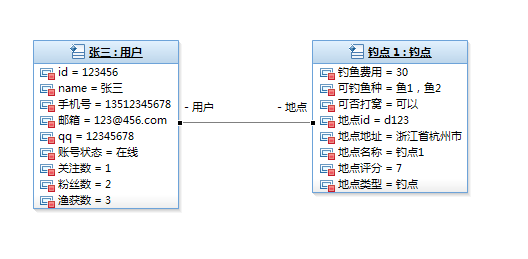 张三 : 用户
id = 123456
name = 张三
手机号 = 13512345678
邮箱 = 123@456.com
qq = 12345678
账号状态 = 在线
关注数 = 1
粉丝数 = 2
渔获数 = 3
- 用户
- 地点
钓点 1 : 钓点
钓鱼费用 = 30
可钓鱼种 = 鱼1，鱼2
可否打窝 = 可以
地点id = d123
地点地址 = 浙江省杭州市
地点名称 = 钓点1
地点评分 = 7
地点类型 = 钓点